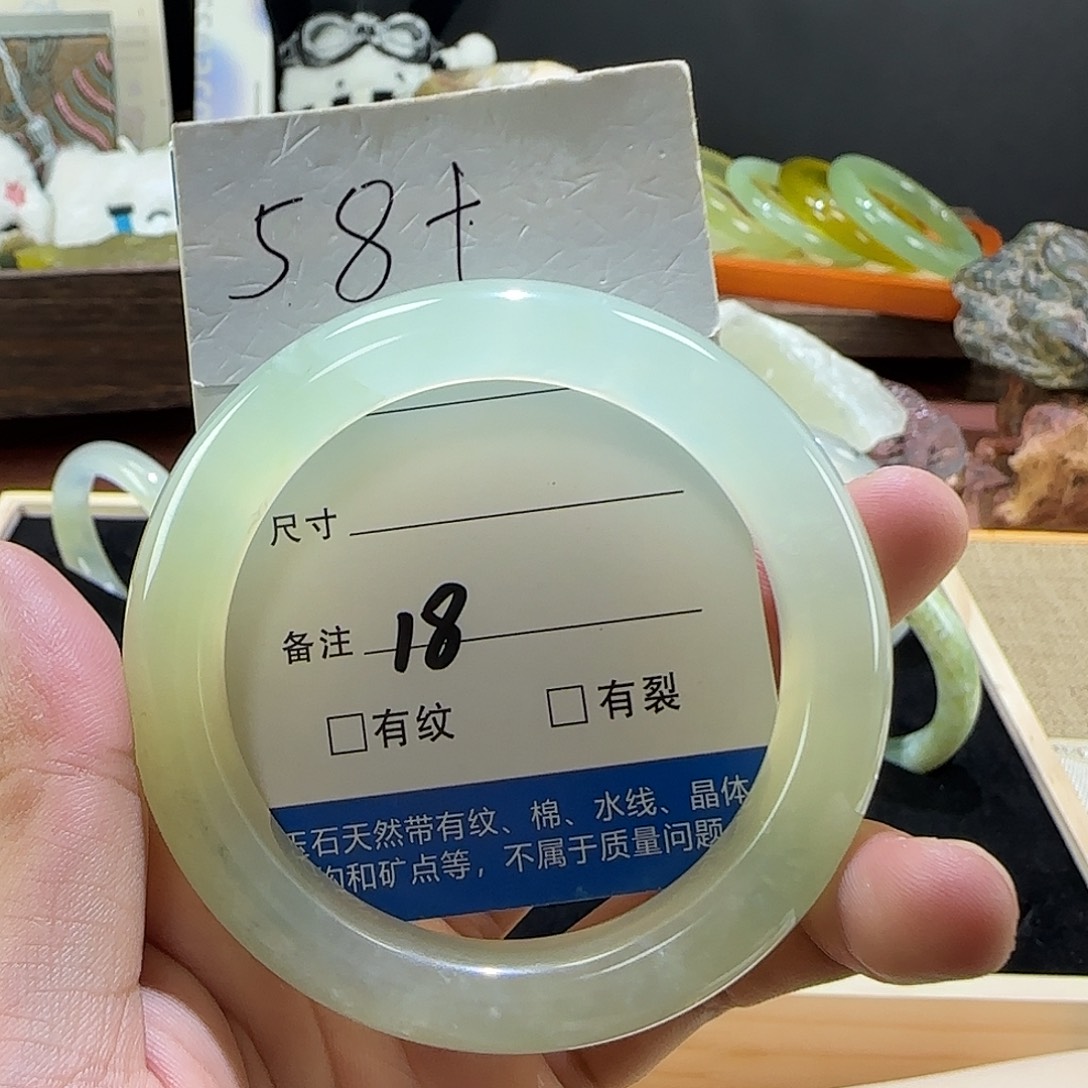 58+
尺寸
备注 18
□有纹 □有裂
石天然带有纹、棉、水线、晶体
和矿点等，不属于质量问题